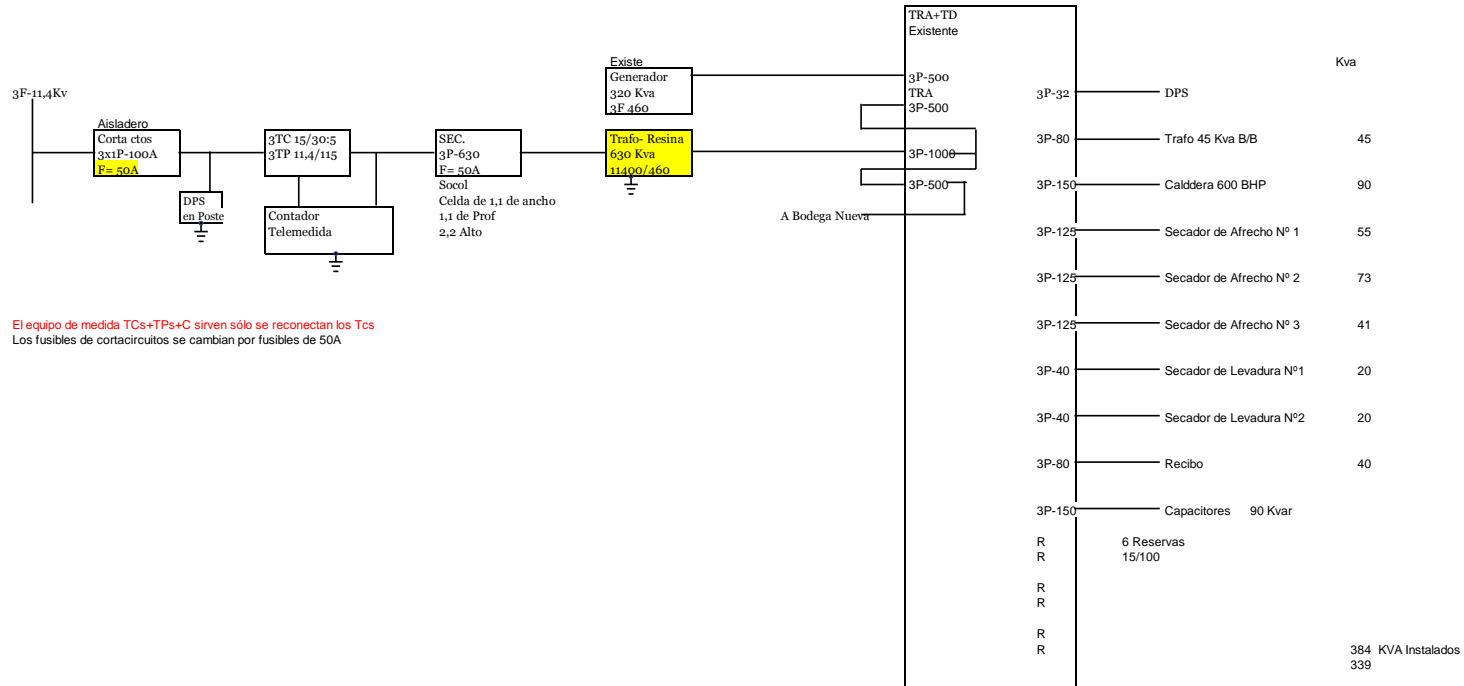 TRA+TD
Existente
Kva
Existe
Generador
320 Kva
3F 460
3P-500
TRA
3P-500
3P-1000
3P-500
A Bodega Nueva
3F-11,4Kv
Aisladero
Corta ctos
3x1P-100A
F= 50A
DPS
en Poste
3TC 15/30:5
3TP 11,4/115
Contador
Telemedida
SEC.
3P-630
F= 50A
Socol
Celda de 1,1 de ancho
1,1 de Prof
2,2 Alto
Trafo- Resina
630 Kva
11400/460
3P-32 DPS
3P-80 Trafo 45 Kva B/B 45
3P-150 Calddera 600 BHP 90
3P-125 Secador de Afrecho Nº 1 55
3P-125 Secador de Afrecho Nº 2 73
3P-125 Secador de Afrecho Nº 3 41
3P-40 Secador de Levadura Nº1 20
3P-40 Secador de Levadura Nº2 20
3P-80 Recibo 40
3P-150 Capacitores 90 Kvar
R 6 Reservas
R 15/100
R
R
R
R 384 KVA Instalados
339
El equipo de medida TCs+TPs+C sirven sólo se reconectan los Tcs
Los fusibles de cortacircuitos se cambian por fusibles de 50A